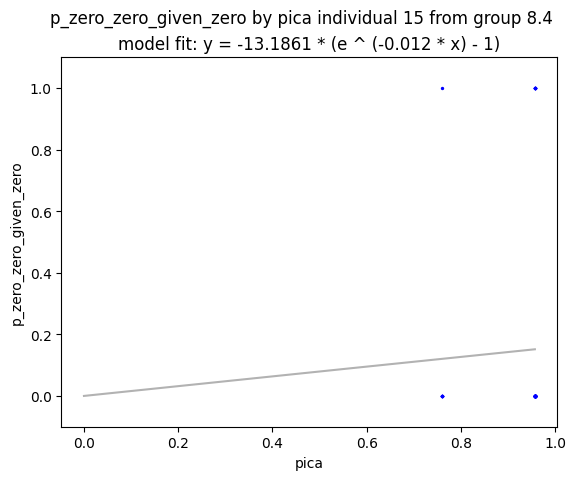 p_zero_zero_given_zero by pica individual 15 from group 8.4
model fit: y = -13.1861 * (e ^ (-0.012 * x) - 1)
1.0
0.8
0.6
0.4
0.2
0.0
p_zero_zero_given_zero
0.0 0.2 0.4 0.6 0.8 1.0
pica